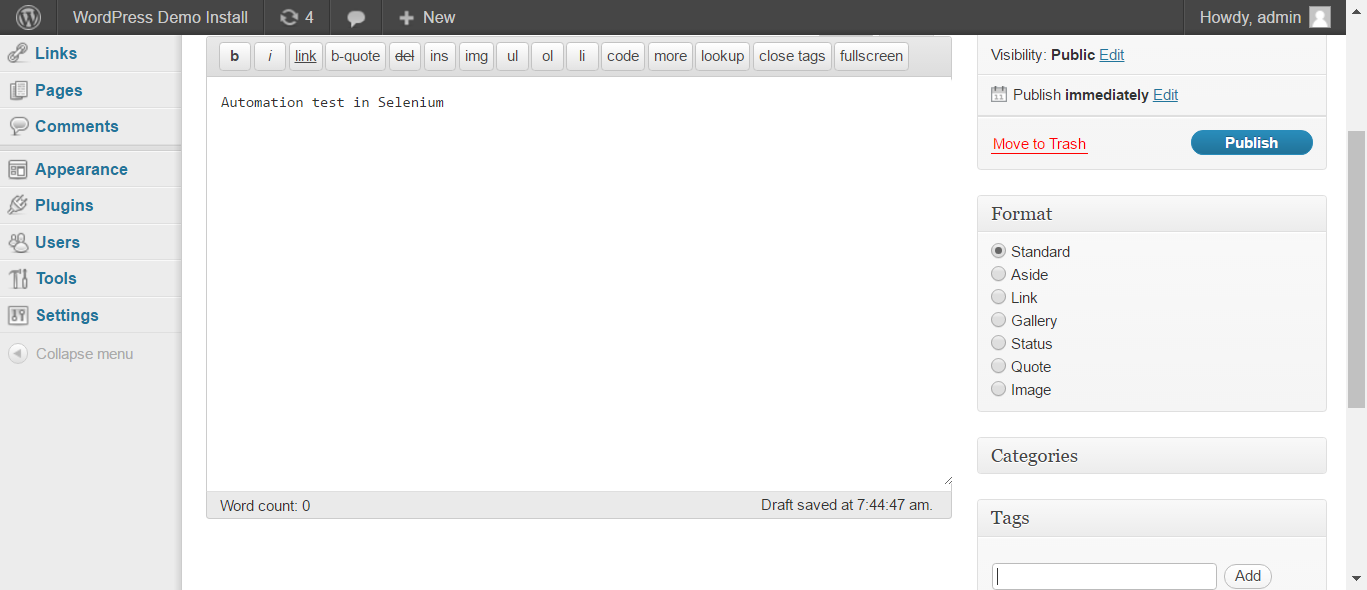 WordPress Demo Install 4 New Howdy, admin
Links
Pages
Comments
Appearance
Plugins
Users
Tools
Settings
Collapse menu
b i link b-quote del ins img ul ol li code more lookup close tags fullscreen
Automation test in Selenium
Word count: 0 Draft saved at 7:44:47 am.
Visibility: Public Edit
11 Publish immediately Edit
Move to Trash Publish
Format
Standard
Aside
Link
Gallery
Status
Quote
Image
Categories
Tags
Add